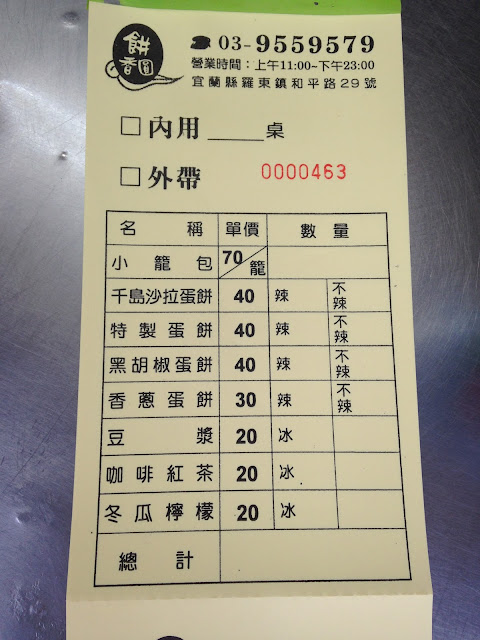 餅香圓
☎ 03-9559579
營業時間：上午11:00~下午23:00
宜蘭縣羅東鎮和平路29號
□ 內用 ____ 桌
□ 外帶 0000463
名稱 單價 數量
小籠包 70/籠
千島沙拉蛋餅 40 辣 不辣
特製蛋餅 40 辣 不辣
黑胡椒蛋餅 40 辣 不辣
香蔥蛋餅 30 辣 不辣
豆漿 20 冰
咖啡紅茶 20 冰
冬瓜檸檬 20 冰
總計